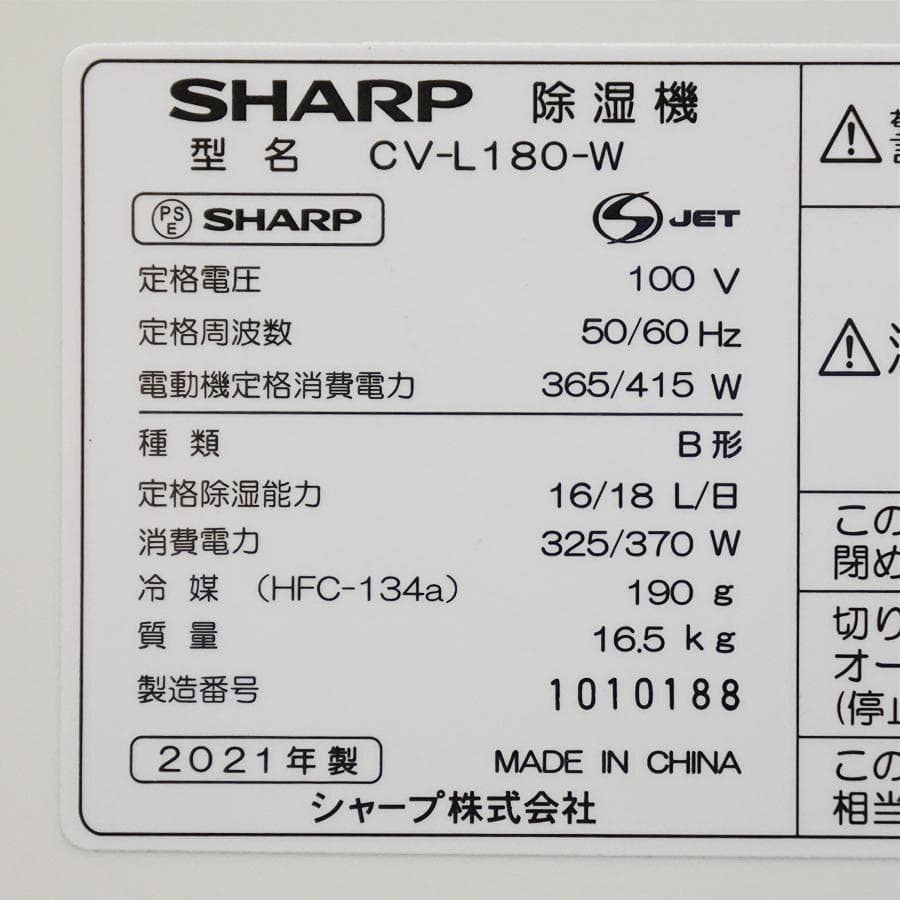 SHARP 除湿機
型名 CV-L180-W
PSE SHARP
JET
定格電圧 100 V
定格周波数 50/60 Hz
電動機定格消費電力 365/415 W
種類 B形
定格除湿能力 16/18 L/日
消費電力 325/370 W
冷媒 (HFC-134a) 190 g
質量 16.5 kg
製造番号 1010188
2021年製 MADE IN CHINA
シャープ株式会社
この
閉め
切り
オー
(停止
この
相当